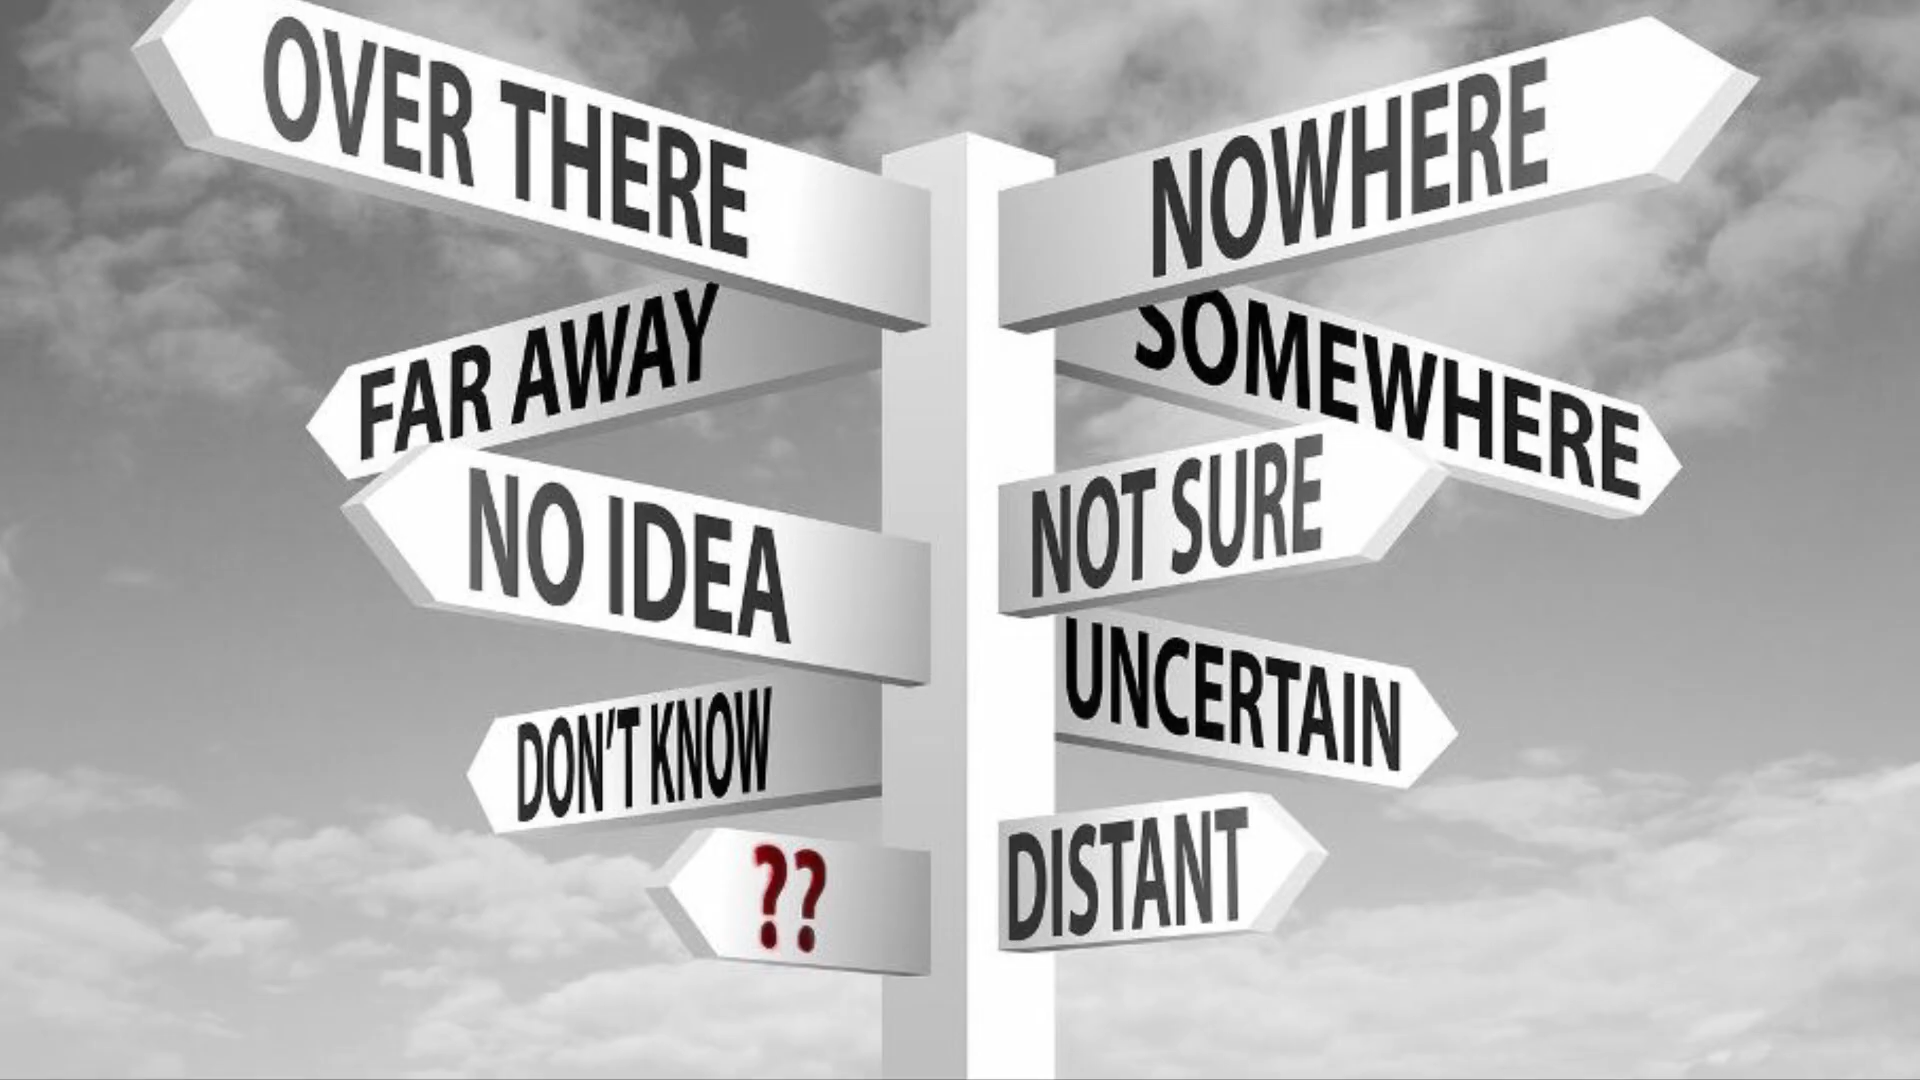 OVER THERE
NOWHERE
FAR AWAY
SOMEWHERE
NO IDEA
NOT SURE
DON'T KNOW
UNCERTAIN
??
DISTANT